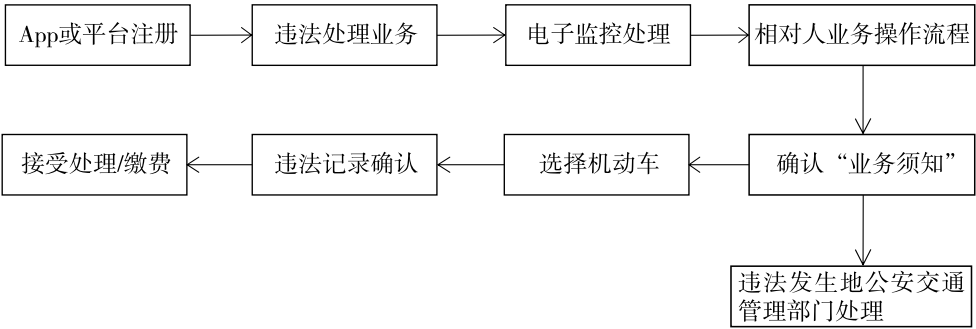 App或平台注册
违法处理业务
电子监控处理
相对人业务操作流程
确认“业务须知”
选择机动车
违法记录确认
接受处理/缴费
违法发生地公安交通
管理部门处理